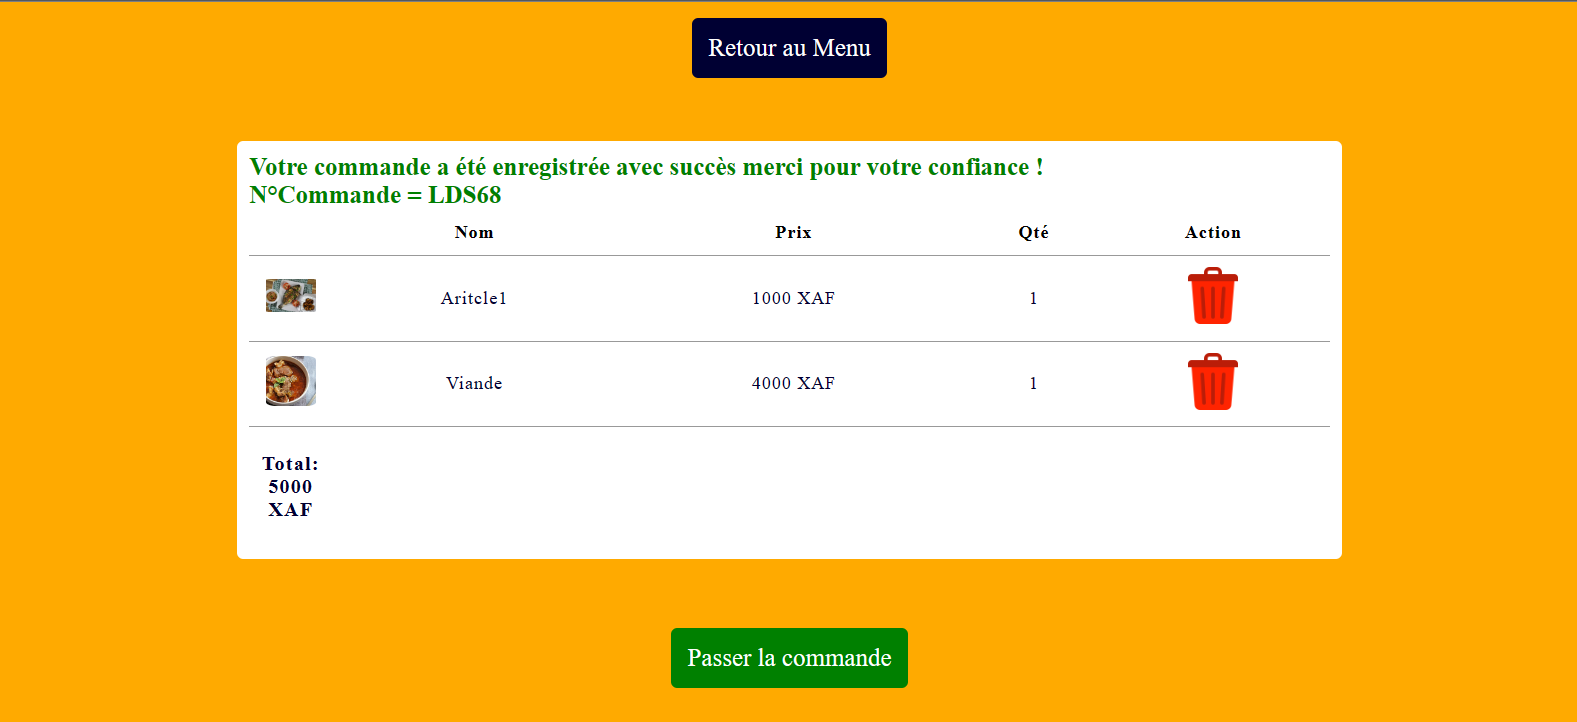 Retour au Menu
Votre commande a été enregistrée avec succès merci pour votre confiance !
N°Commande = LDS68
Nom Prix Qté Action
Aritcle1 1000 XAF 1
Viande 4000 XAF 1
Total:
5000
XAF
Passer la commande